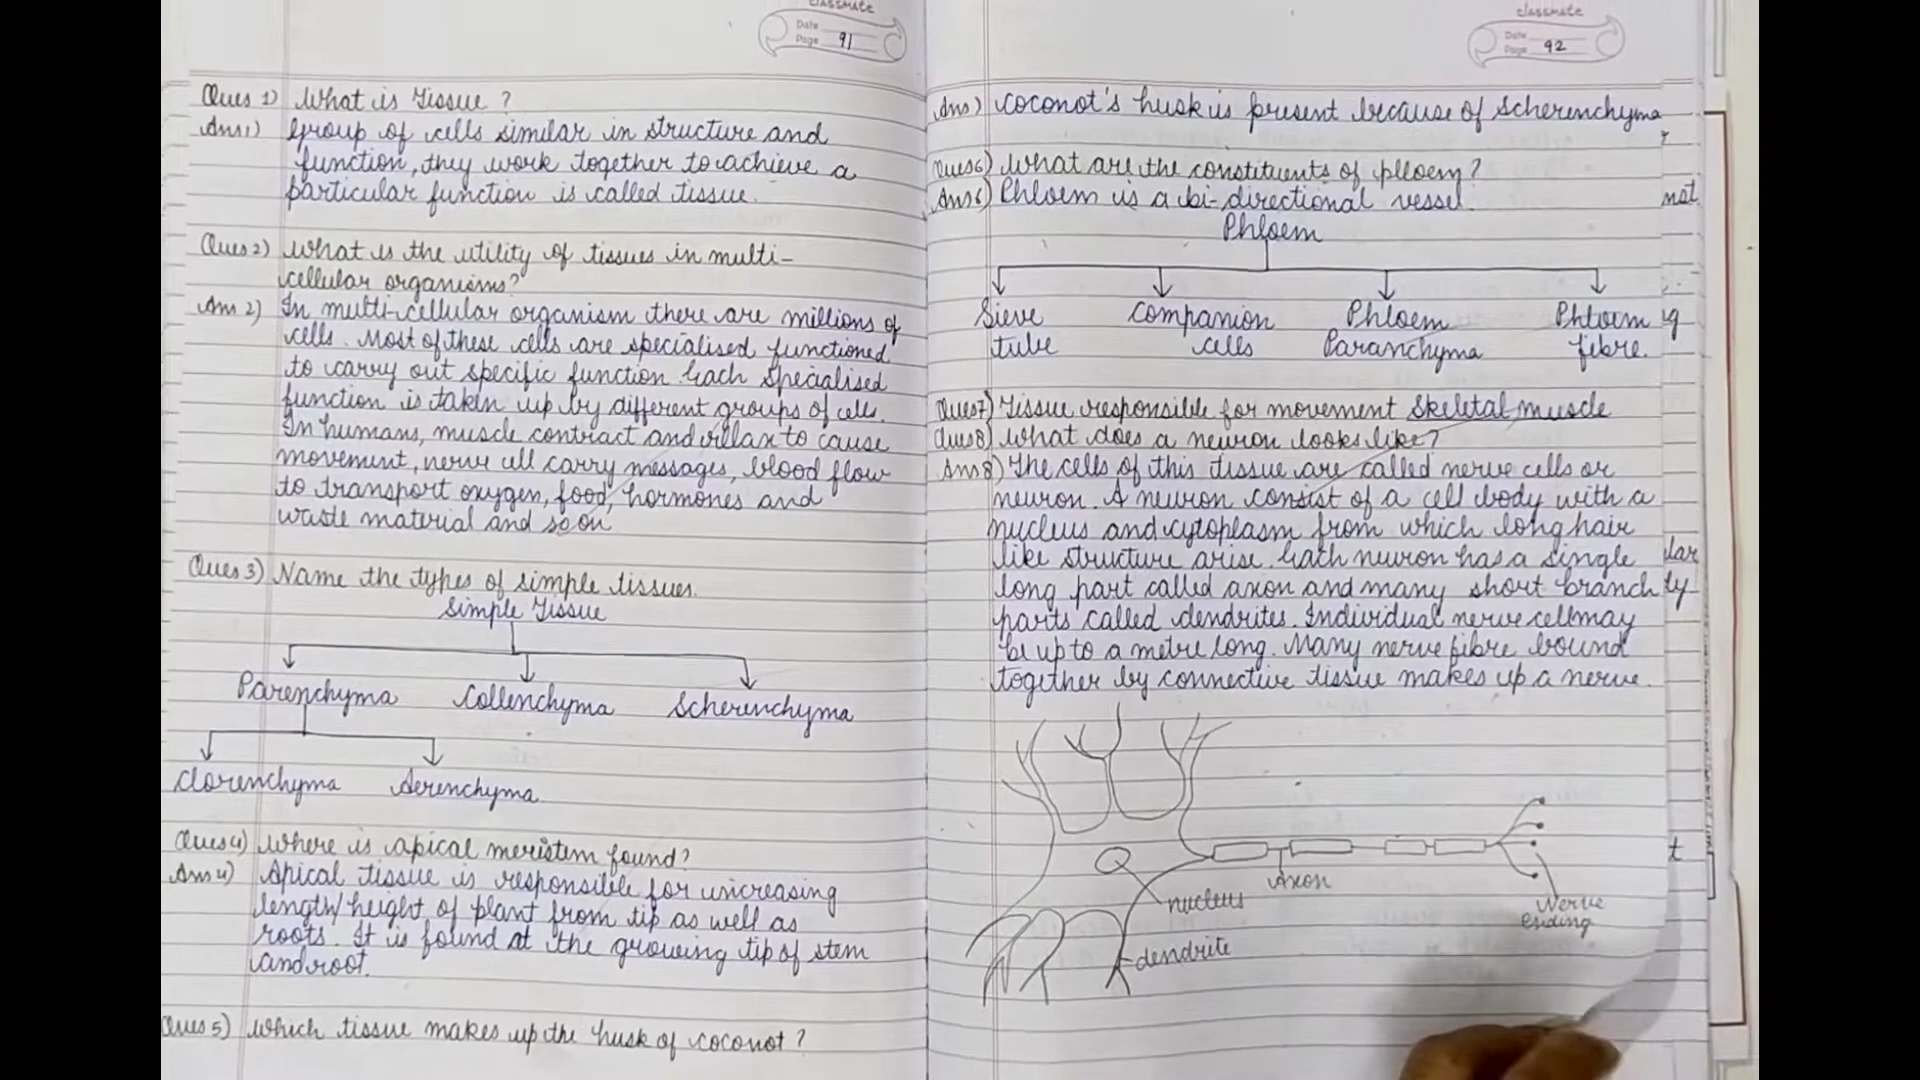 classmate
Date
Page 91
Ques 1) What is Tissue ?
Ans 1) Group of cells similar in structure and
function, they work together to achieve a
particular function is called tissue.
Ques 2) What is the utility of tissues in multi-
cellular organisms?
Ans 2) In multi-cellular organism there are millions of
cells. Most of these cells are specialised functioned
to carry out specific function. Each specialised
function is taken up by different groups of cells.
In humans, muscle contract and relax to cause
movement, nerve cell carry messages, blood flow
to transport oxygen, food, hormones and
waste material and so on
Ques 3) Name the types of simple tissues.
Simple Tissue
Parenchyma Collenchyma Scherenchyma
Clorenchyma Aerenchyma
Ques 4) Where is apical meristem found?
Ans 4) Apical tissue is responsible for increasing
length/height of plant from tip as well as
roots. It is found at the growing tip of stem
and root.
Ques 5) which tissue makes up the husk of coconot ?
classmate
Date
Page 92
Ans) coconot's husk is present because of Scherenchyma
Ques 6) What are the constituents of phloem?
Ans 6) Phloem is a bi-directional vessel.
Phloem
Sieve Companion Phloem Phloem
tube cells Paranchyma fibre.
Ques 7) Tissue responsible for movement Skeletal muscle
Ques 8) What does a neuron looks like?
Ans 8) The cells of this tissue are called nerve cells or
neuron. A neuron consist of a cell body with a
nucleus and cytoplasm from which long hair
like structure arise. Each neuron has a single
long part called axon and many short branch
parts called dendrites. Individual nerve cell may
be up to a metre long. Many nerve fibre bound
together by connective tissue makes up a nerve.
Axon
nucleus
Nerve
Ending
dendrite
not
lar
ly-
t